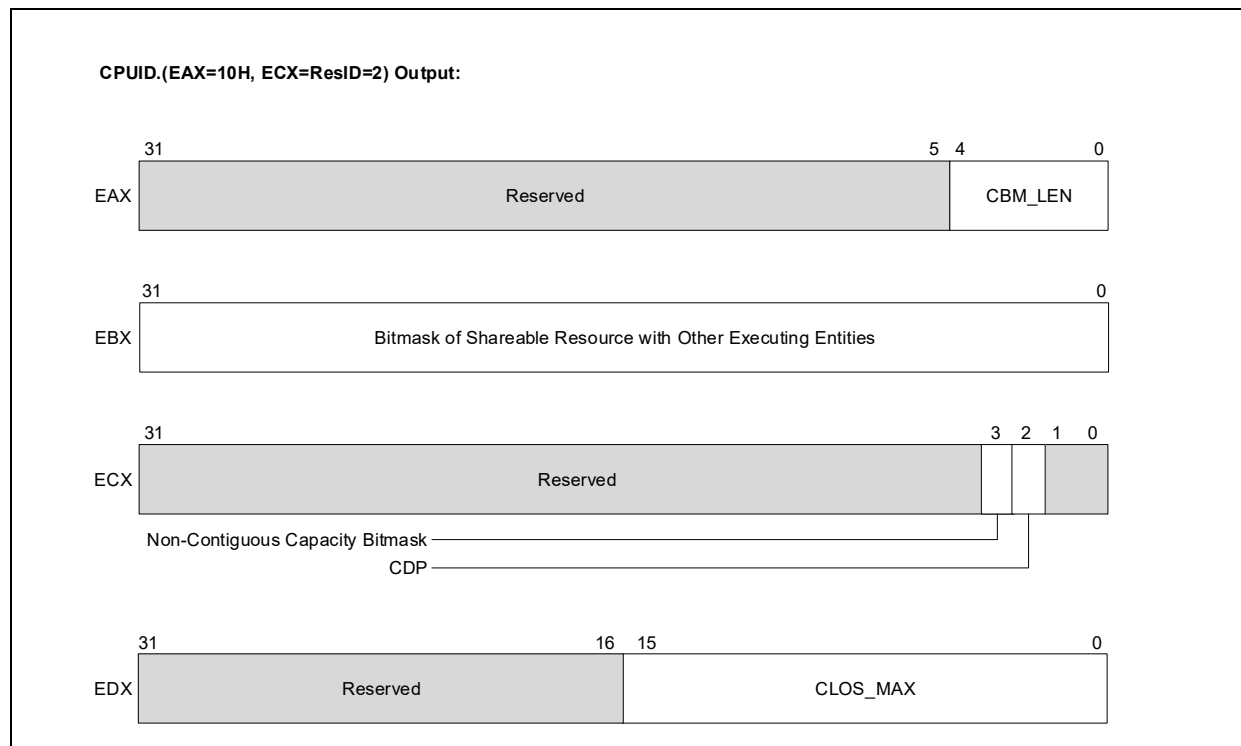 CPUID.(EAX=10H, ECX=ResID=2) Output:
31 5 4 0
EAX Reserved CBM_LEN
31 0
EBX Bitmask of Shareable Resource with Other Executing Entities
31 3 2 1 0
ECX Reserved
Non-Contiguous Capacity Bitmask
CDP
31 16 15 0
EDX Reserved CLOS_MAX